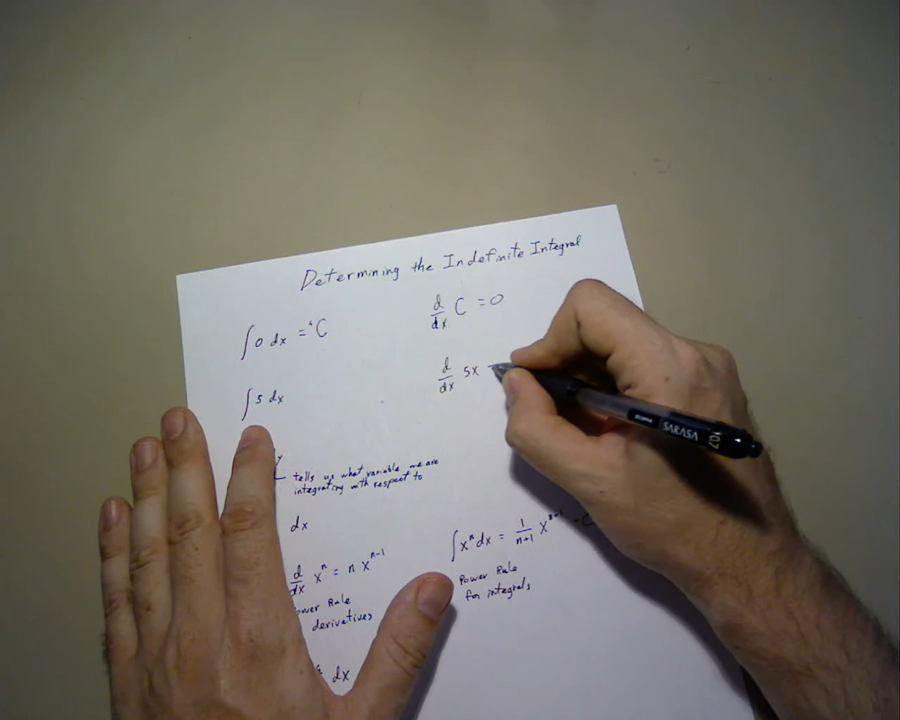 Determining the Indefinite Integral
∫ 0 dx = C
d/dx C = 0
∫ 5 dx
d/dx 5x
tells us what variable we are
integrating with respect to
dx
d/dx xⁿ = n xⁿ⁻¹
Rule
derivatives
∫ xⁿ dx = 1/(n+1) xⁿ⁺¹ + C
Power Rule
for integrals
dx
SARASA
0.7